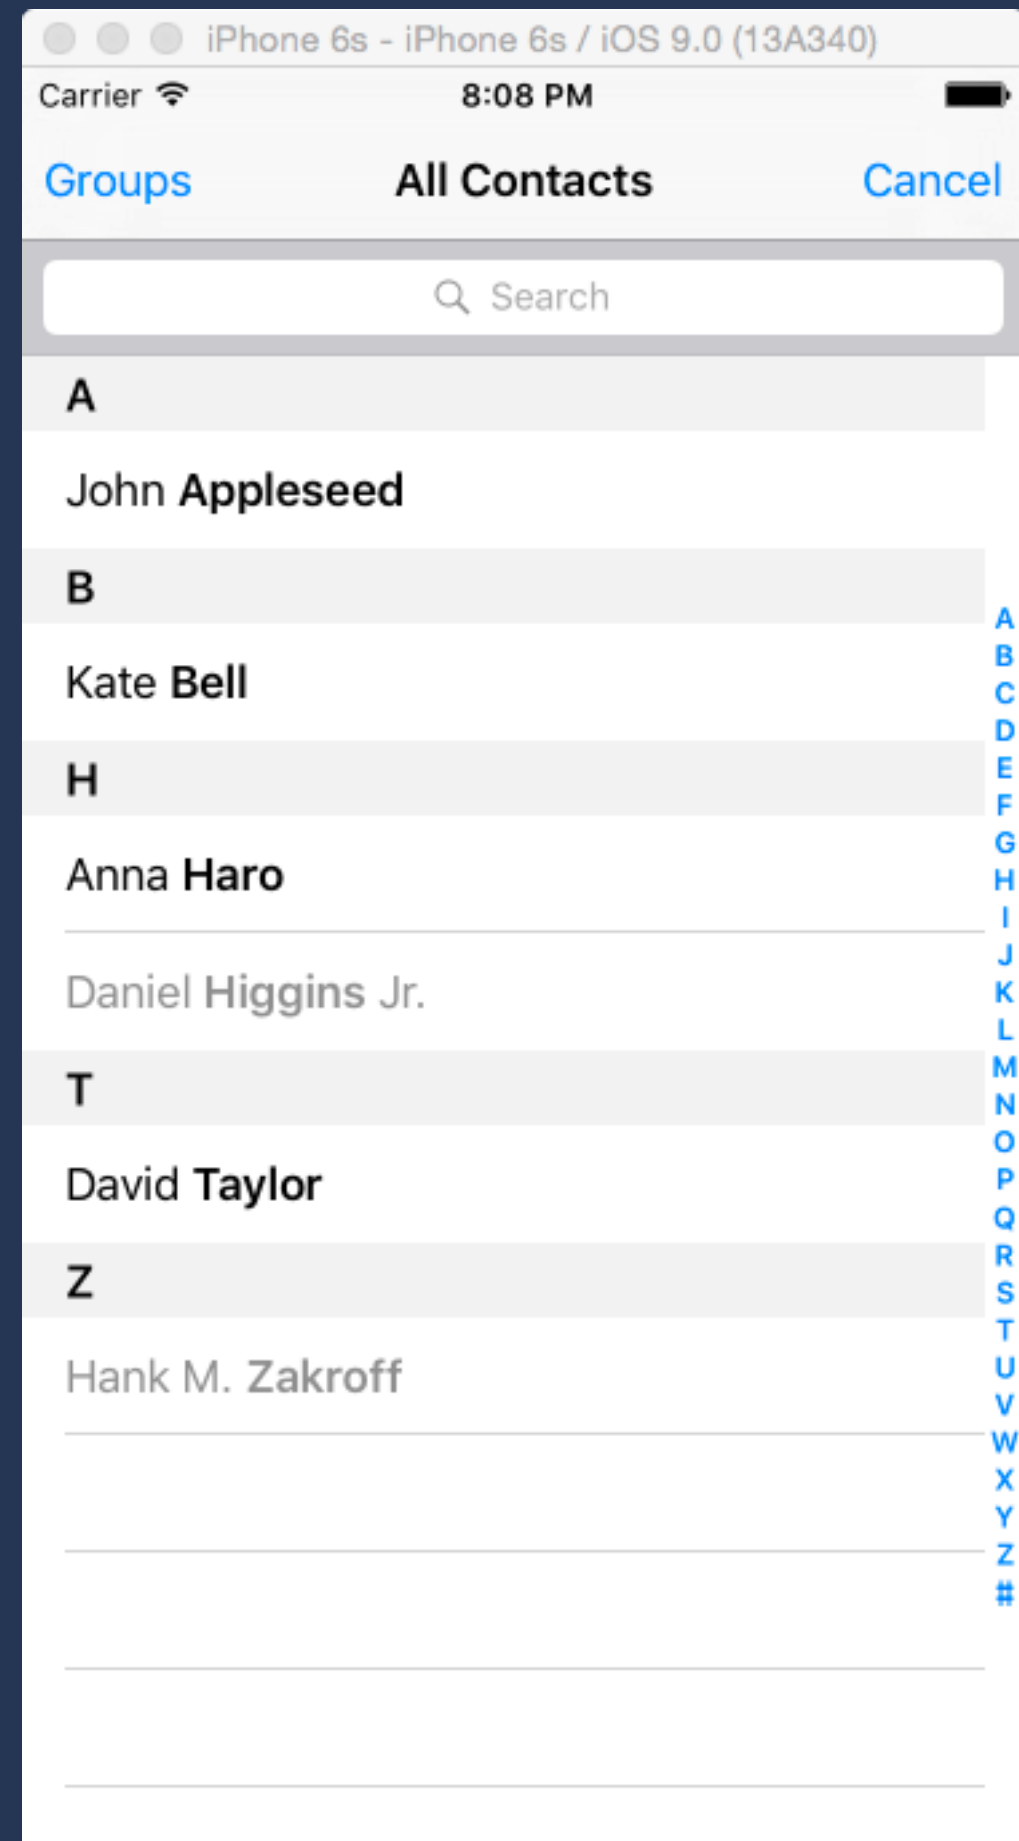 iPhone 6s - iPhone 6s / iOS 9.0 (13A340)
Carrier 8:08 PM
Groups All Contacts Cancel
Search
A
John Appleseed
B
Kate Bell
H
Anna Haro
Daniel Higgins Jr.
T
David Taylor
Z
Hank M. Zakroff
A
B
C
D
E
F
G
H
I
J
K
L
M
N
O
P
Q
R
S
T
U
V
W
X
Y
Z
#